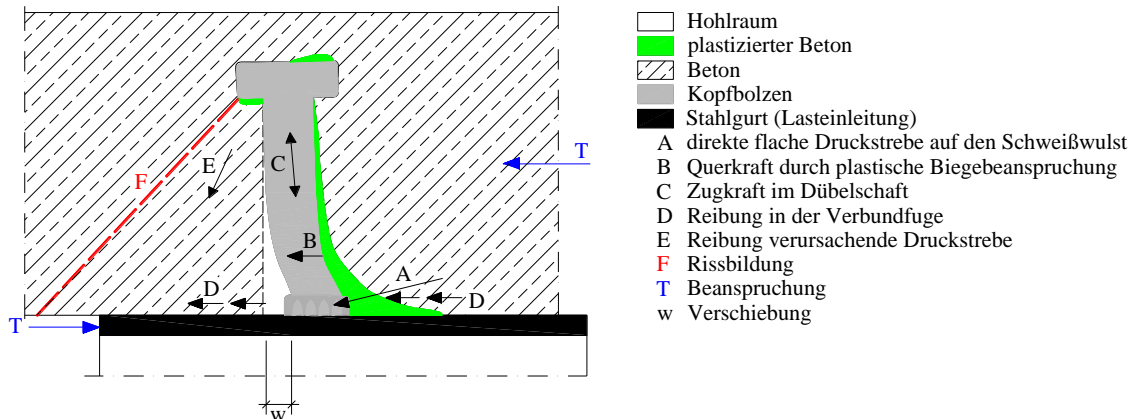 Hohlraum
plastizierter Beton
Beton
Kopfbolzen
Stahlgurt (Lasteinleitung)
A direkte flache Druckstrebe auf den Schweißwulst
B Querkraft durch plastische Biegebeanspruchung
C Zugkraft im Dübelschaft
D Reibung in der Verbundfuge
E Reibung verursachende Druckstrebe
F Rissbildung
T Beanspruchung
w Verschiebung
T
E
C
F
B
A
D
D
T
w